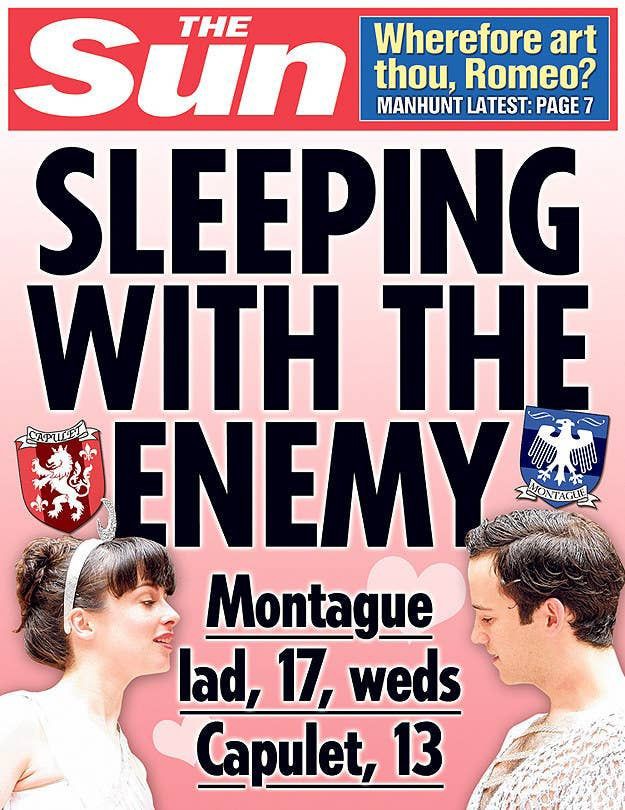 THE
Sun
Wherefore art
thou, Romeo?
MANHUNT LATEST: PAGE 7
SLEEPING
WITH THE
ENEMY
CAPULET
MONTAGUE
Montague
lad, 17, weds
Capulet, 13